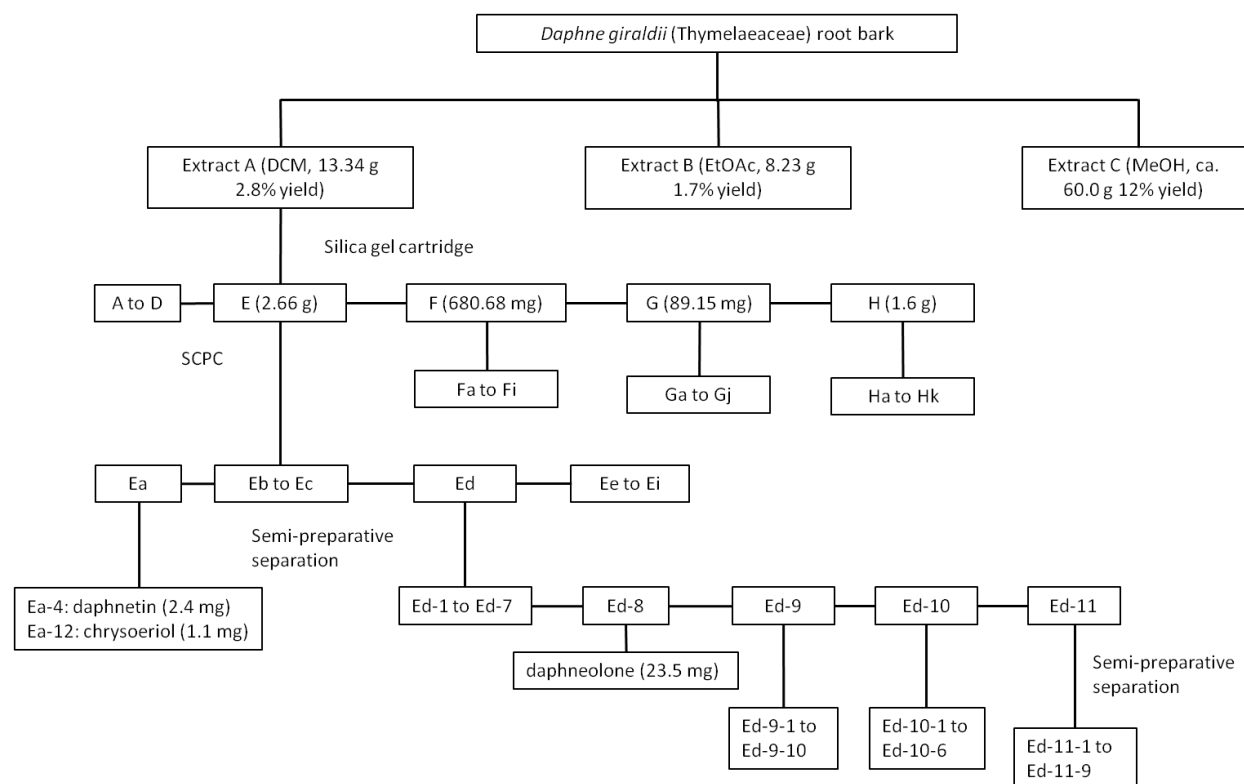 Daphne giraldii (Thymelaeaceae) root bark
Extract A (DCM, 13.34 g
2.8% yield)
Extract B (EtOAc, 8.23 g
1.7% yield)
Extract C (MeOH, ca.
60.0 g 12% yield)
Silica gel cartridge
A to D
E (2.66 g)
F (680.68 mg)
G (89.15 mg)
H (1.6 g)
SCPC
Fa to Fi
Ga to Gj
Ha to Hk
Ea
Eb to Ec
Ed
Ee to Ei
Semi-preparative
separation
Ea-4: daphnetin (2.4 mg)
Ea-12: chrysoeriol (1.1 mg)
Ed-1 to Ed-7
Ed-8
Ed-9
Ed-10
Ed-11
daphneolone (23.5 mg)
Semi-preparative
separation
Ed-9-1 to
Ed-9-10
Ed-10-1 to
Ed-10-6
Ed-11-1 to
Ed-11-9